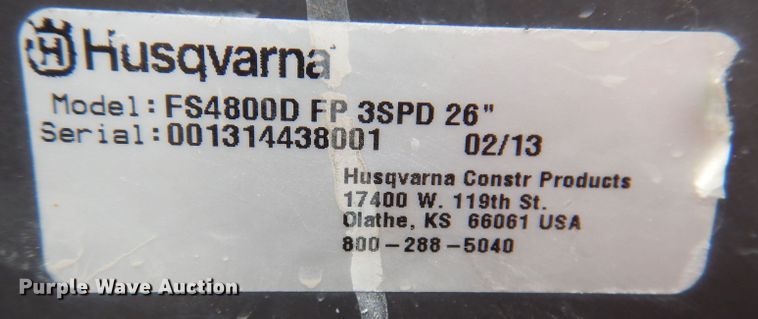 H Husqvarna
Model: FS4800D FP 3SPD 26"
Serial: 001314438001 02/13
Husqvarna Constr Products
17400 W. 119th St.
Olathe, KS 66061 USA
800-288-5040
Purple Wave Auction